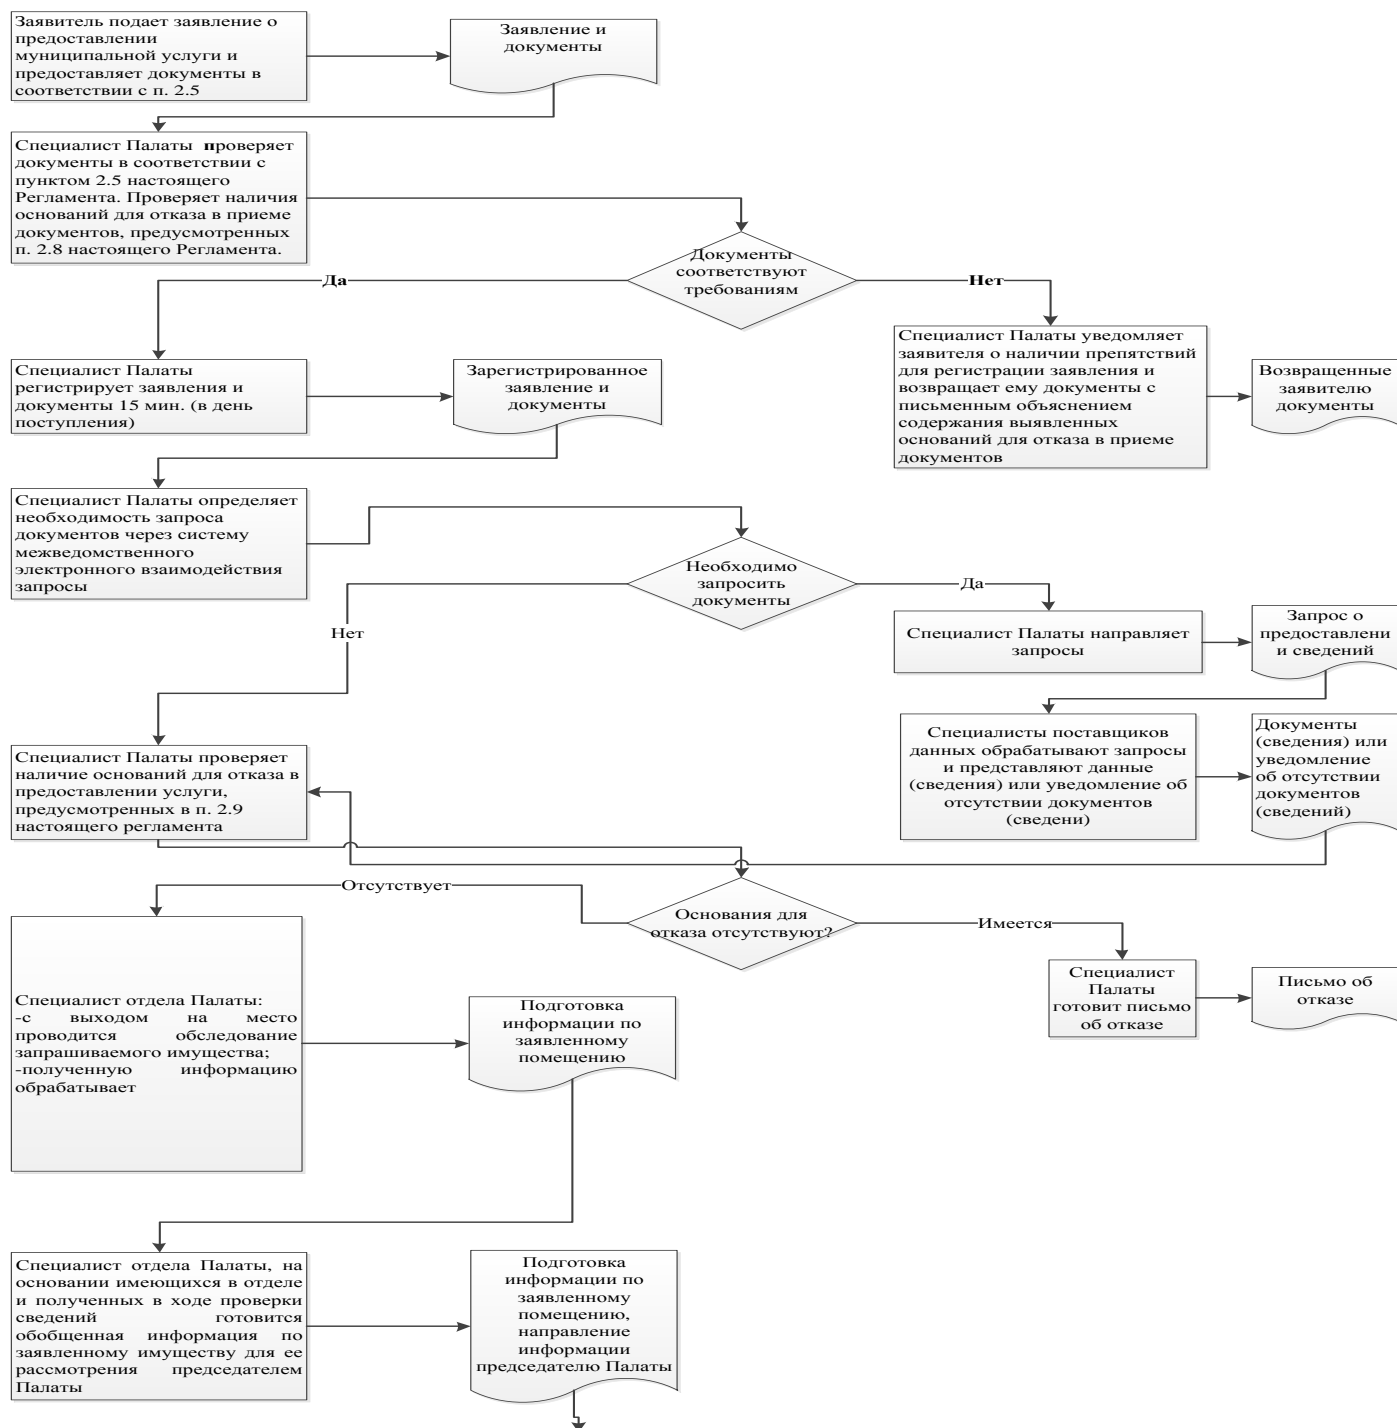 Заявитель подает заявление о
предоставлении
муниципальной услуги и
предоставляет документы в
соответствии с п. 2.5
Заявление и
документы
Специалист Палаты проверяет
документы в соответствии с
пунктом 2.5 настоящего
Регламента. Проверяет наличия
оснований для отказа в приеме
документов, предусмотренных
п. 2.8 настоящего Регламента.
Документы
соответствуют
требованиям
Да
Нет
Специалист Палаты
регистрирует заявления и
документы 15 мин. (в день
поступления)
Зарегистрированное
заявление и
документы
Специалист Палаты уведомляет
заявителя о наличии препятствий
для регистрации заявления и
возвращает ему документы с
письменным объяснением
содержания выявленных
оснований для отказа в приеме
документов
Возвращенные
заявителю
документы
Специалист Палаты определяет
необходимость запроса
документов через систему
межведомственного
электронного взаимодействия
запросы
Необходимо
запросить
документы
Да
Нет
Специалист Палаты направляет
запросы
Запрос о
предоставлени
и сведений
Специалисты поставщиков
данных обрабатывают запросы
и представляют данные
(сведения) или уведомление об
отсутствии документов
(сведени)
Документы
(сведения) или
уведомление
об отсутствии
документов
(сведений)
Специалист Палаты проверяет
наличие оснований для отказа в
предоставлении услуги,
предусмотренных в п. 2.9
настоящего регламента
Отсутствует
Основания для
отказа отсутствуют?
Имеется
Специалист
Палаты
готовит письмо
об отказе
Письмо об
отказе
Специалист отдела Палаты:
-с выходом на место
проводится обследование
запрашиваемого имущества;
-полученную информацию
обрабатывает
Подготовка
информации по
заявленному
помещению
Специалист отдела Палаты, на
основании имеющихся в отделе
и полученных в ходе проверки
сведений готовится
обобщенная информация по
заявленному имуществу для ее
рассмотрения председателем
Палаты
Подготовка
информации по
заявленному
помещению,
направление
информации
председателю Палаты